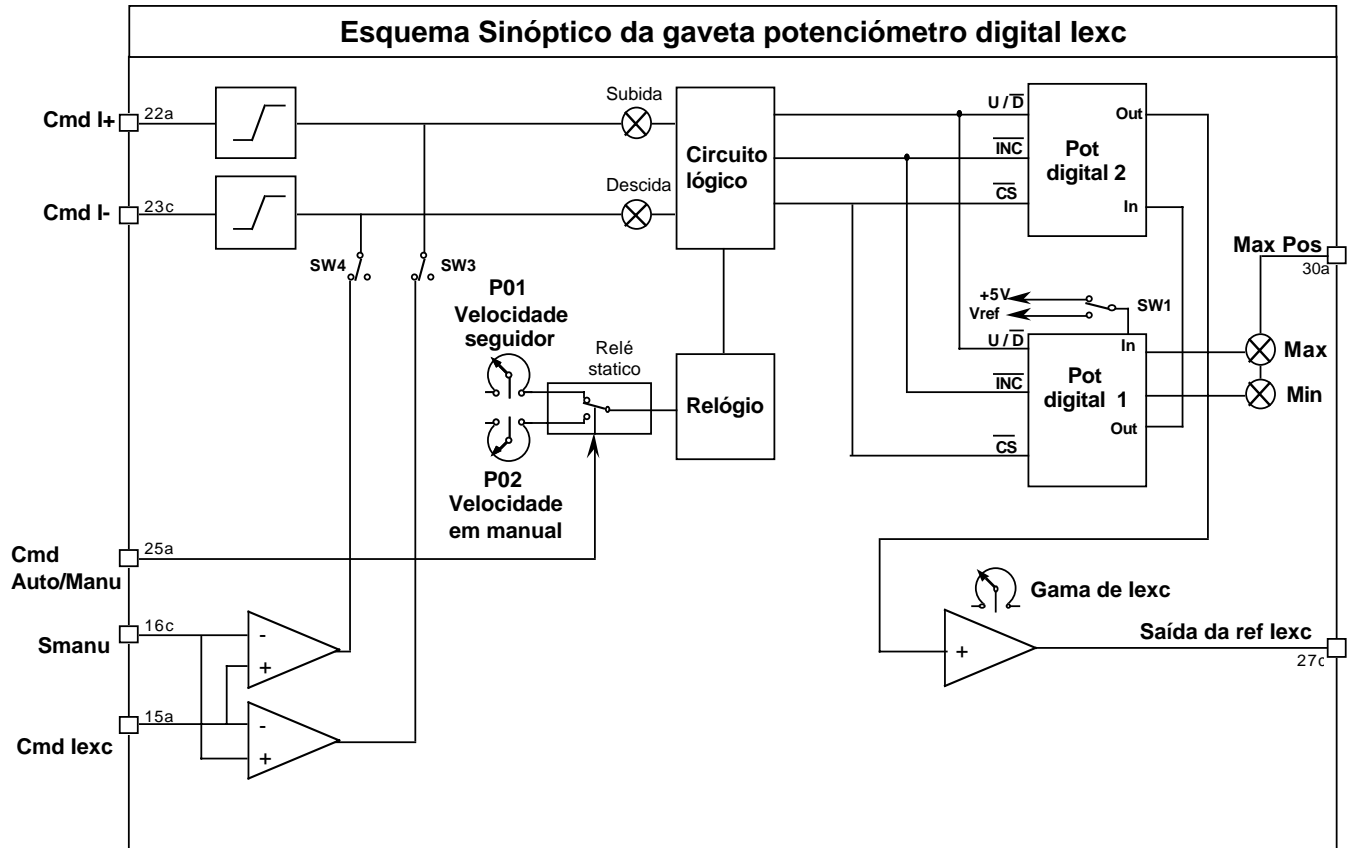 Esquema Sinóptico da gaveta potenciómetro digital Iexc
Cmd I+
22a
Subida
Circuito
lógico
U / D
INC
CS
Out
Pot
digital 2
In
Cmd I-
23c
Descida
SW4
SW3
P01
Velocidade
seguidor
Relé
statico
P02
Velocidade
em manual
Relógio
+5V
Vref
SW1
U / D
In
INC
Pot
digital 1
Out
CS
Max Pos
30a
Max
Min
Cmd
Auto/Manu
25a
Smanu
16c
-
+
Cmd Iexc
15a
-
+
Gama de Iexc
+
Saída da ref Iexc
27c